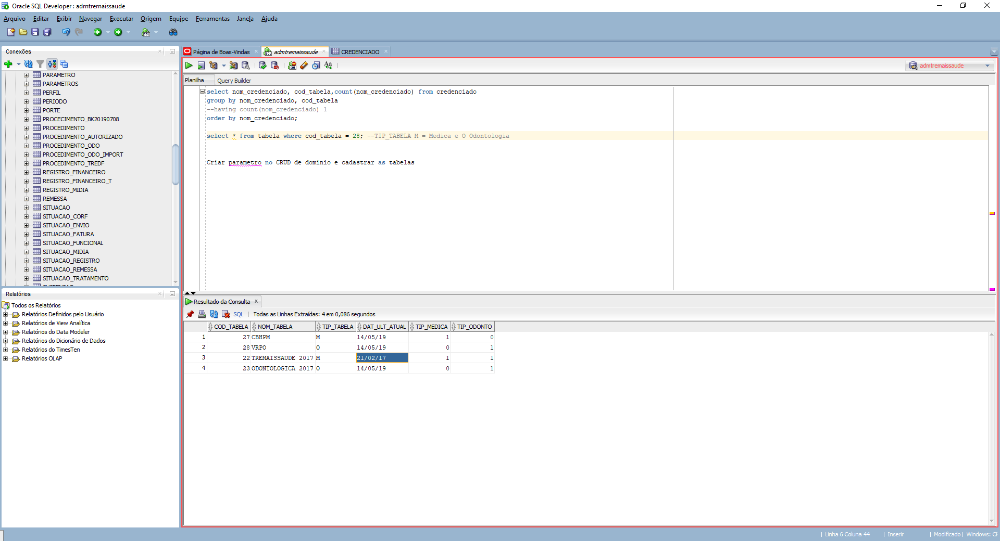 Oracle SQL Developer : admtremaissaude
Arquivo Editar Exibir Navegar Executar Origem Equipe Ferramentas Janela Ajuda
Conexões
PARAMETRO
PARAMETROS
PERFIL
PERIODO
PORTE
PROCECIMENTO_BK20190708
PROCEDIMENTO
PROCEDIMENTO_AUTORIZADO
PROCEDIMENTO_ODO
PROCEDIMENTO_ODO_IMPORT
PROCEDIMENTO_TREDF
REGISTRO_FINANCEIRO
REGISTRO_FINANCEIRO_T
REGISTRO_MIDIA
REMESSA
SITUACAO
SITUACAO_CORF
SITUACAO_ENVIO
SITUACAO_FATURA
SITUACAO_FUNCIONAL
SITUACAO_MIDIA
SITUACAO_REGISTRO
SITUACAO_REMESSA
SITUACAO_TRATAMENTO
Relatórios
Todos os Relatórios
Relatórios Definidos pelo Usuário
Relatórios de View Analítica
Relatórios do Data Modeler
Relatórios do Dicionário de Dados
Relatórios do TimesTen
Relatórios OLAP
Página de Boas-Vindas admtremaissaude CREDENCIADO
admtremaissaude
Planilha Query Builder
select nom_credenciado, cod_tabela,count(nom_credenciado) from credenciado
group by nom_credenciado, cod_tabela
--having count(nom_credenciado) 1
order by nom_credenciado;
select * from tabela where cod_tabela = 28; --TIP_TABELA M = Medica e O Odontologia
Criar parametro no CRUD de dominio e cadastrar as tabelas
Resultado da Consulta
SQL | Todas as Linhas Extraídas: 4 em 0,086 segundos
COD_TABELA NOM_TABELA TIP_TABELA DAT_ULT_ATUAL TIP_MEDICA TIP_ODONTO
1 27 CBHPM M 14/05/19 1 0
2 28 VRPO O 14/05/19 0 1
3 22 TREMAISSAUDE 2017 M 21/02/17 1 1
4 23 ODONTOLOGICA 2017 O 14/05/19 0 1
| Linha 6 Coluna 44 | Inserir | Modificado | Windows: